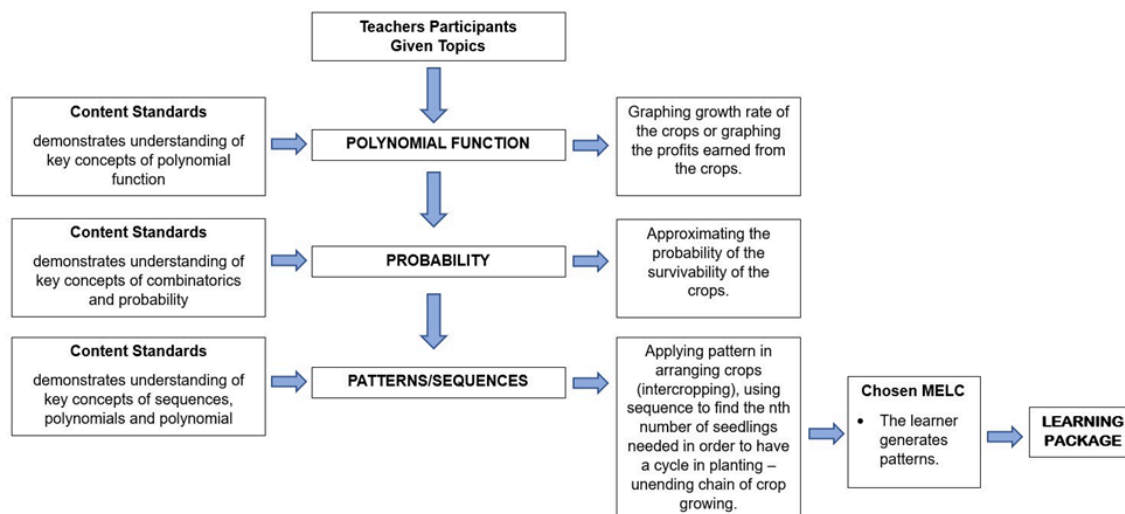 Teachers Participants
Given Topics
Content Standards
demonstrates understanding of
key concepts of polynomial
function
POLYNOMIAL FUNCTION
Graphing growth rate of
the crops or graphing
the profits earned from
the crops.
Content Standards
demonstrates understanding of
key concepts of combinatorics
and probability
PROBABILITY
Approximating the
probability of the
survivability of the
crops.
Content Standards
demonstrates understanding of
key concepts of sequences,
polynomials and polynomial
PATTERNS/SEQUENCES
Applying pattern in
arranging crops
(intercropping), using
sequence to find the nth
number of seedlings
needed in order to have
a cycle in planting –
unending chain of crop
growing.
Chosen MELC
• The learner
generates
patterns.
LEARNING
PACKAGE